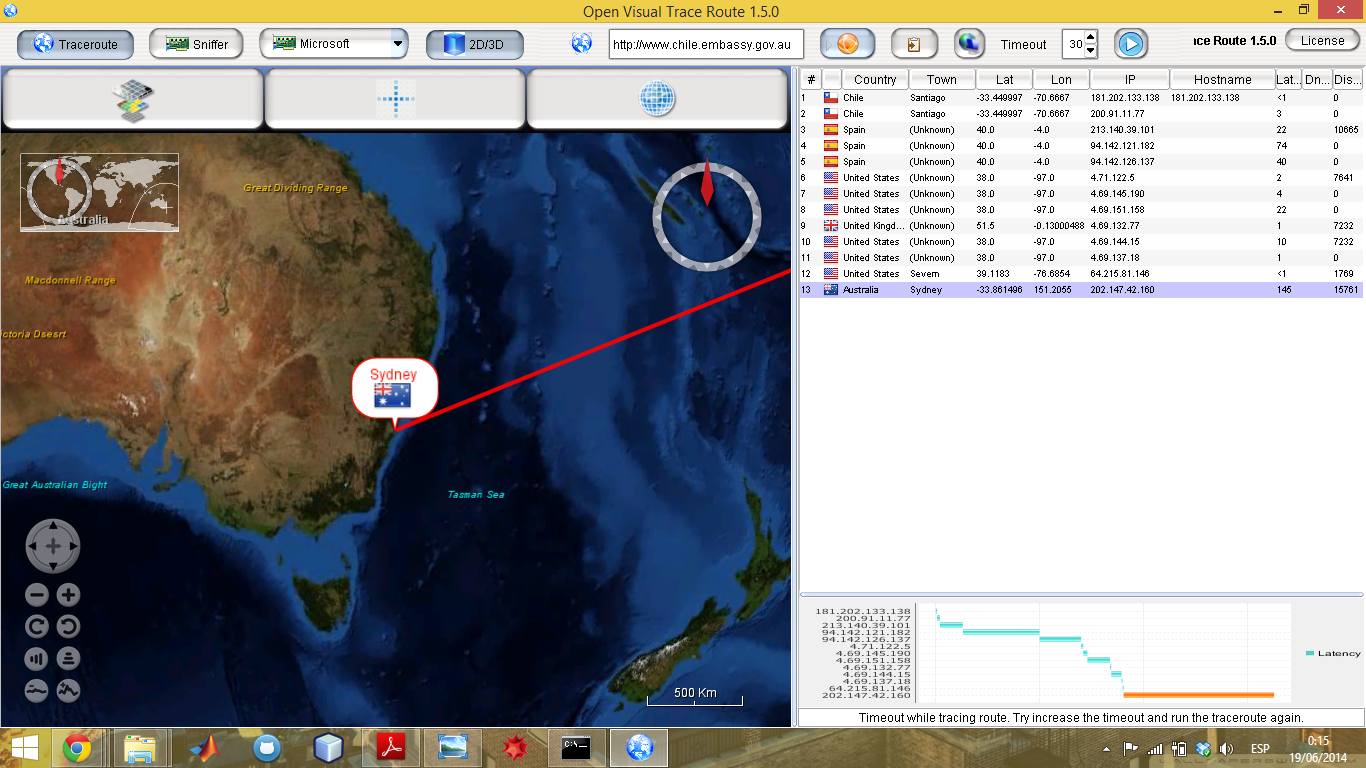 Open Visual Trace Route 1.5.0
Traceroute Sniffer Microsoft 2D/3D http://www.chile.embassy.gov.au Timeout 30 ıce Route 1.5.0 License
Great Dividing Range
Australia
Macdonnell Range
ictoria Dsesrt
Sydney
Great Australian Bight
Tasman Sea
500 Km
# Country Town Lat Lon IP Hostname Lat... Dn... Dis...
1 Chile Santiago -33.449997 -70.6667 181.202.133.138 181.202.133.138 <1 0
2 Chile Santiago -33.449997 -70.6667 200.91.11.77 3 0
3 Spain (Unknown) 40.0 -4.0 213.140.39.101 22 10665
4 Spain (Unknown) 40.0 -4.0 94.142.121.182 74 0
5 Spain (Unknown) 40.0 -4.0 94.142.126.137 40 0
6 United States (Unknown) 38.0 -97.0 4.71.122.5 2 7641
7 United States (Unknown) 38.0 -97.0 4.69.145.190 4 0
8 United States (Unknown) 38.0 -97.0 4.69.151.158 22 0
9 United Kingd... (Unknown) 51.5 -0.13000488 4.69.132.77 1 7232
10 United States (Unknown) 38.0 -97.0 4.69.144.15 10 7232
11 United States (Unknown) 38.0 -97.0 4.69.137.18 1 0
12 United States Severn 39.1183 -76.6854 64.215.81.146 <1 1769
13 Australia Sydney -33.861496 151.2055 202.147.42.160 145 15761
181.202.133.138
200.91.11.77
213.140.39.101
94.142.121.182
94.142.126.137
4.71.122.5
4.69.145.190
4.69.151.158
4.69.132.77
4.69.144.15
4.69.137.18
64.215.81.146
202.147.42.160
Latency
Timeout while tracing route. Try increase the timeout and run the traceroute again.
C:\_
ESP
0:15
19/06/2014